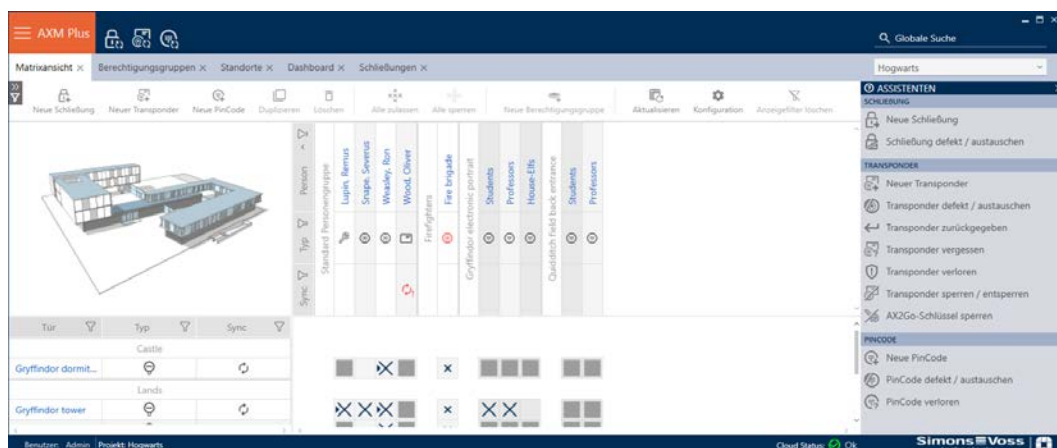 AXM Plus
Globale Suche
Matrixansicht
Berechtigungsgruppen
Standorte
Dashboard
Schließungen
Hogwarts
Neue Schließung
Neuer Transponder
Neue PinCode
Duplizieren
Löschen
Alle zulassen
Alle sperren
Neue Berechtigungsgruppe
Aktualisieren
Konfiguration
Anzeigefilter löschen
ASSISTENTEN
SCHLIEßUNG
Neue Schließung
Schließung defekt / austauschen
TRANSPONDER
Neuer Transponder
Transponder defekt / austauschen
Transponder zurückgegeben
Transponder vergessen
Transponder verloren
Transponder sperren / entsperren
AX2Go-Schlüssel sperren
PINCODE
Neue PinCode
PinCode defekt / austauschen
PinCode verloren
Person
Typ
Sync
Standard Personengruppe
Lupin, Remus
Snape, Severus
Weasley, Ron
Wood, Oliver
Firefighters
Fire brigade
Gryffindor electronic portrait
Students
Professors
House-Elfs
Quidditch field back entrance
Students
Professors
Tür
Typ
Sync
Castle
Gryffindor dormit...
Lands
Gryffindor tower
Benutzer: Admin
Projekt: Hogwarts
Cloud Status: Ok
Simons Voss